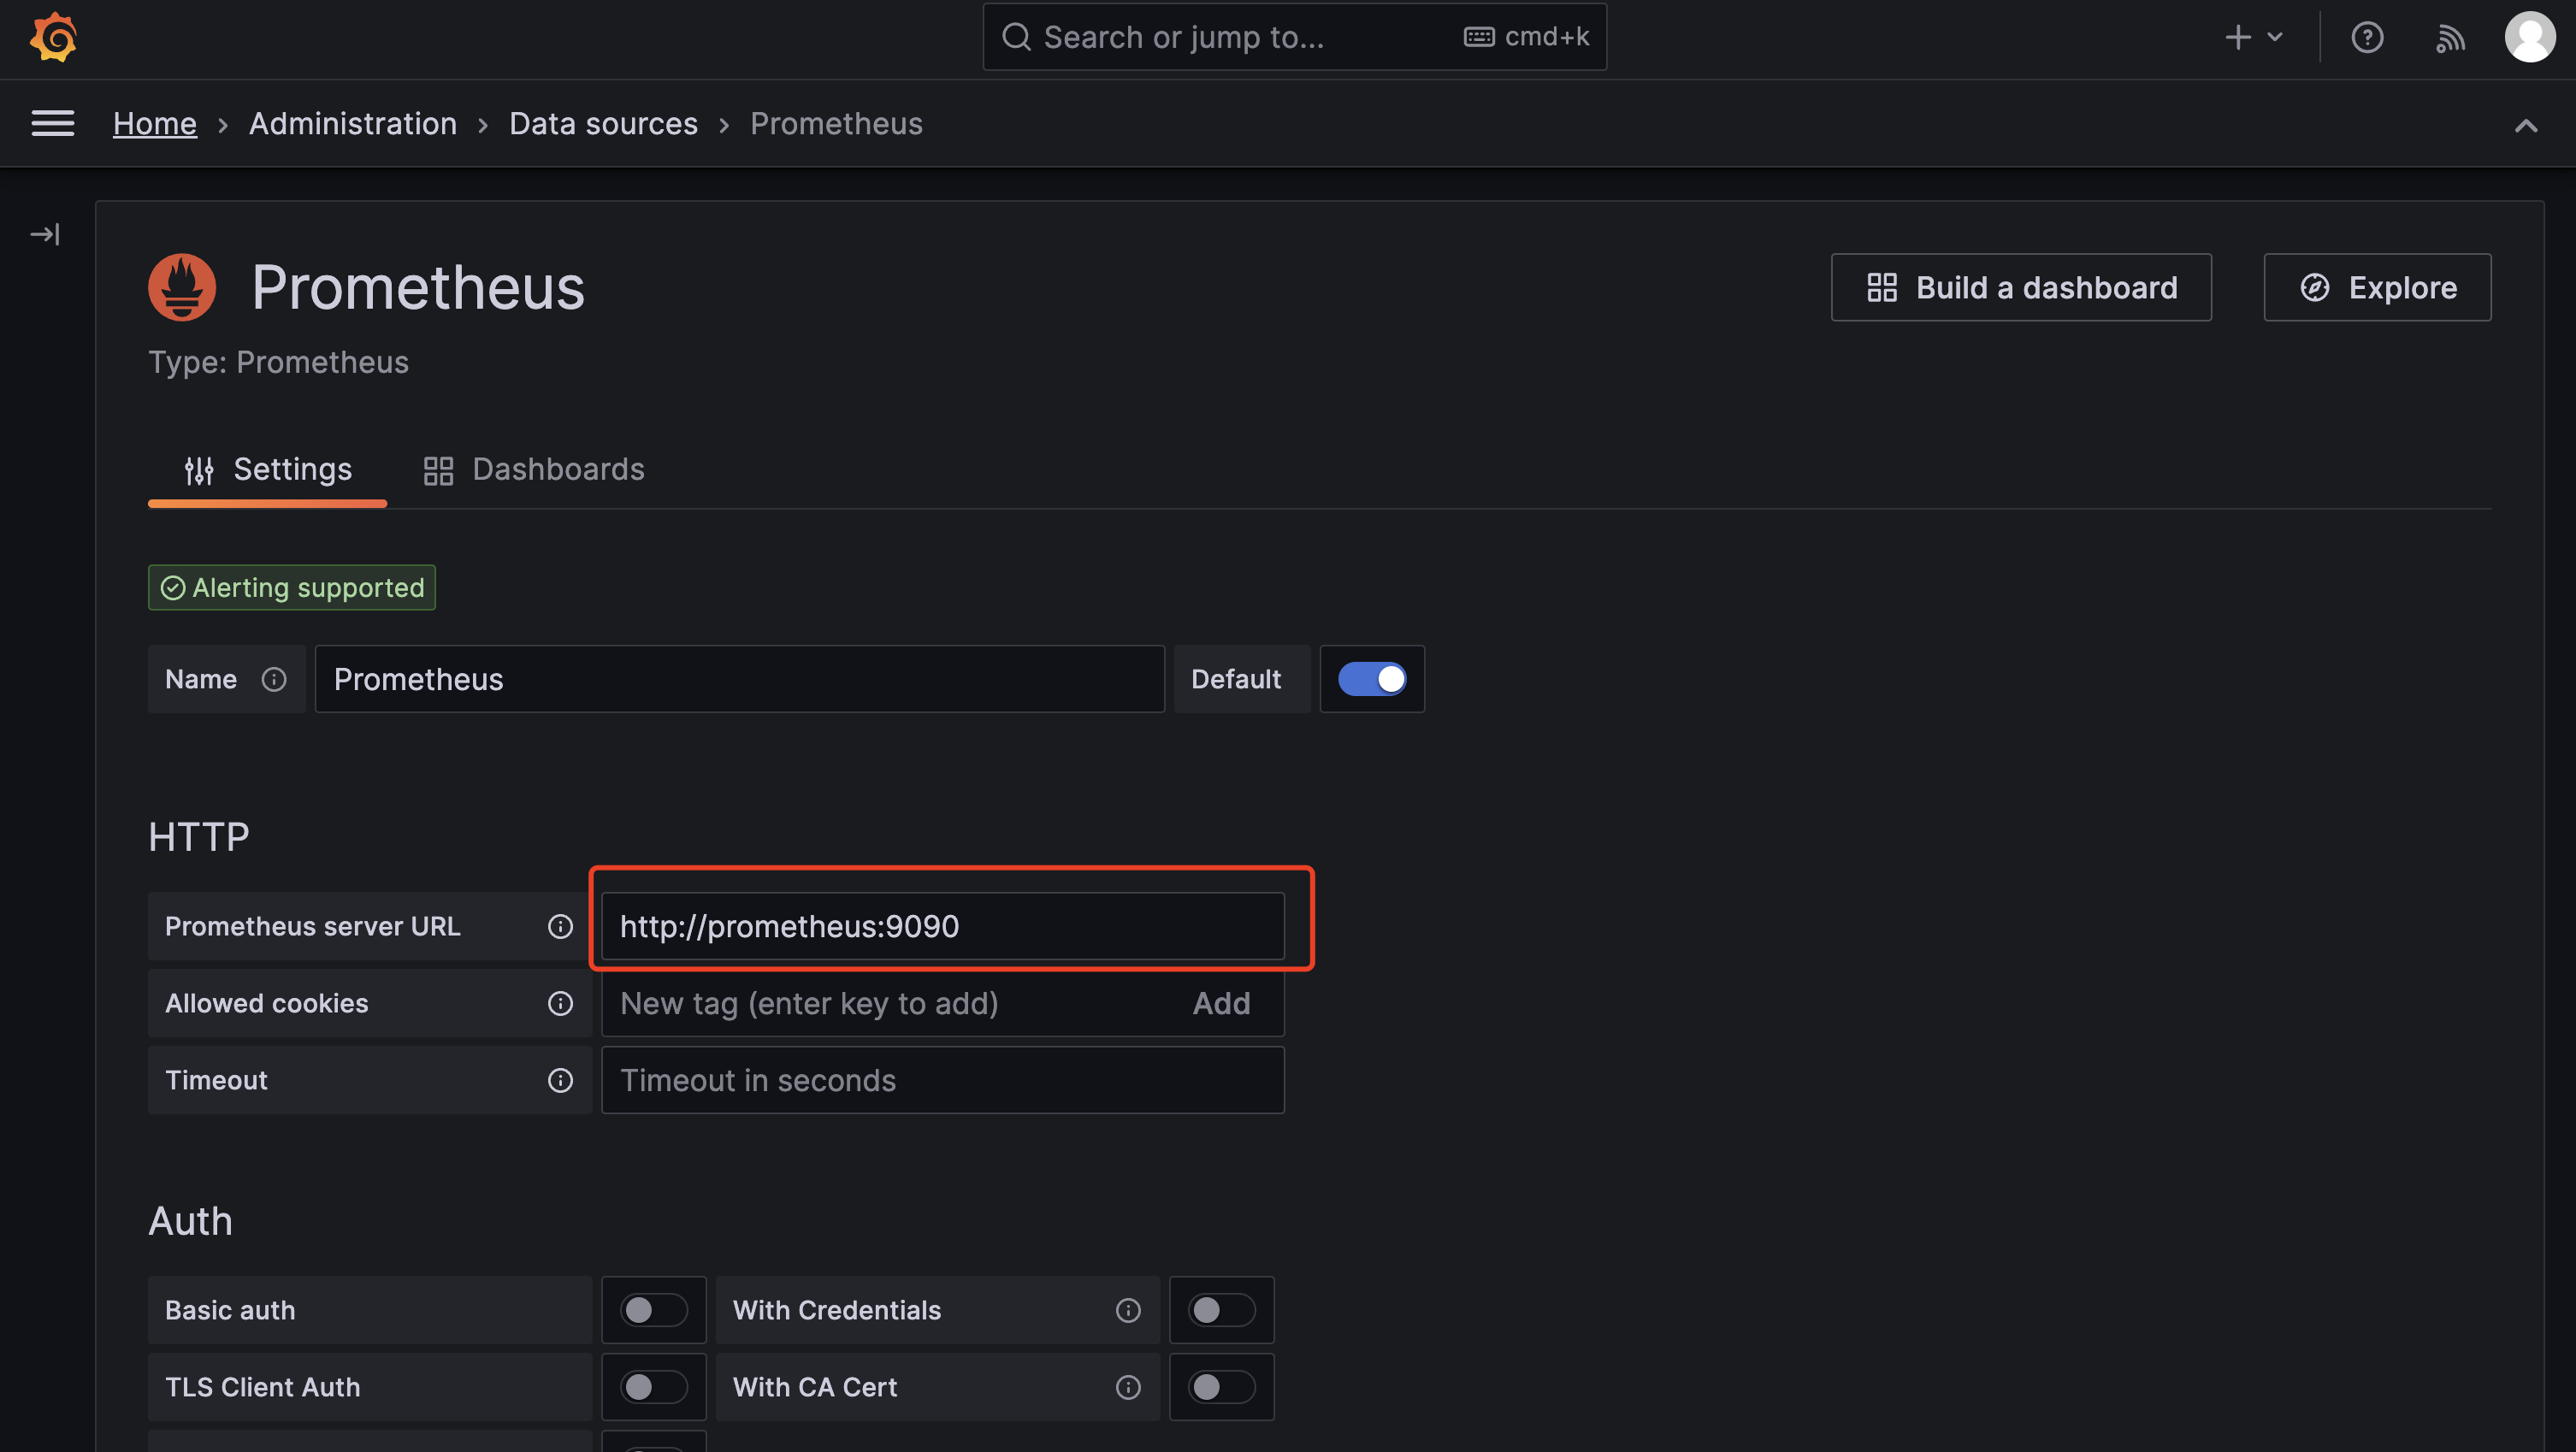 Search or jump to... cmd+k
Home › Administration › Data sources › Prometheus
Prometheus
Build a dashboard
Explore
Type: Prometheus
Settings
Dashboards
Alerting supported
Name
Prometheus
Default
HTTP
Prometheus server URL
http://prometheus:9090
Allowed cookies
New tag (enter key to add)
Add
Timeout
Timeout in seconds
Auth
Basic auth
With Credentials
TLS Client Auth
With CA Cert